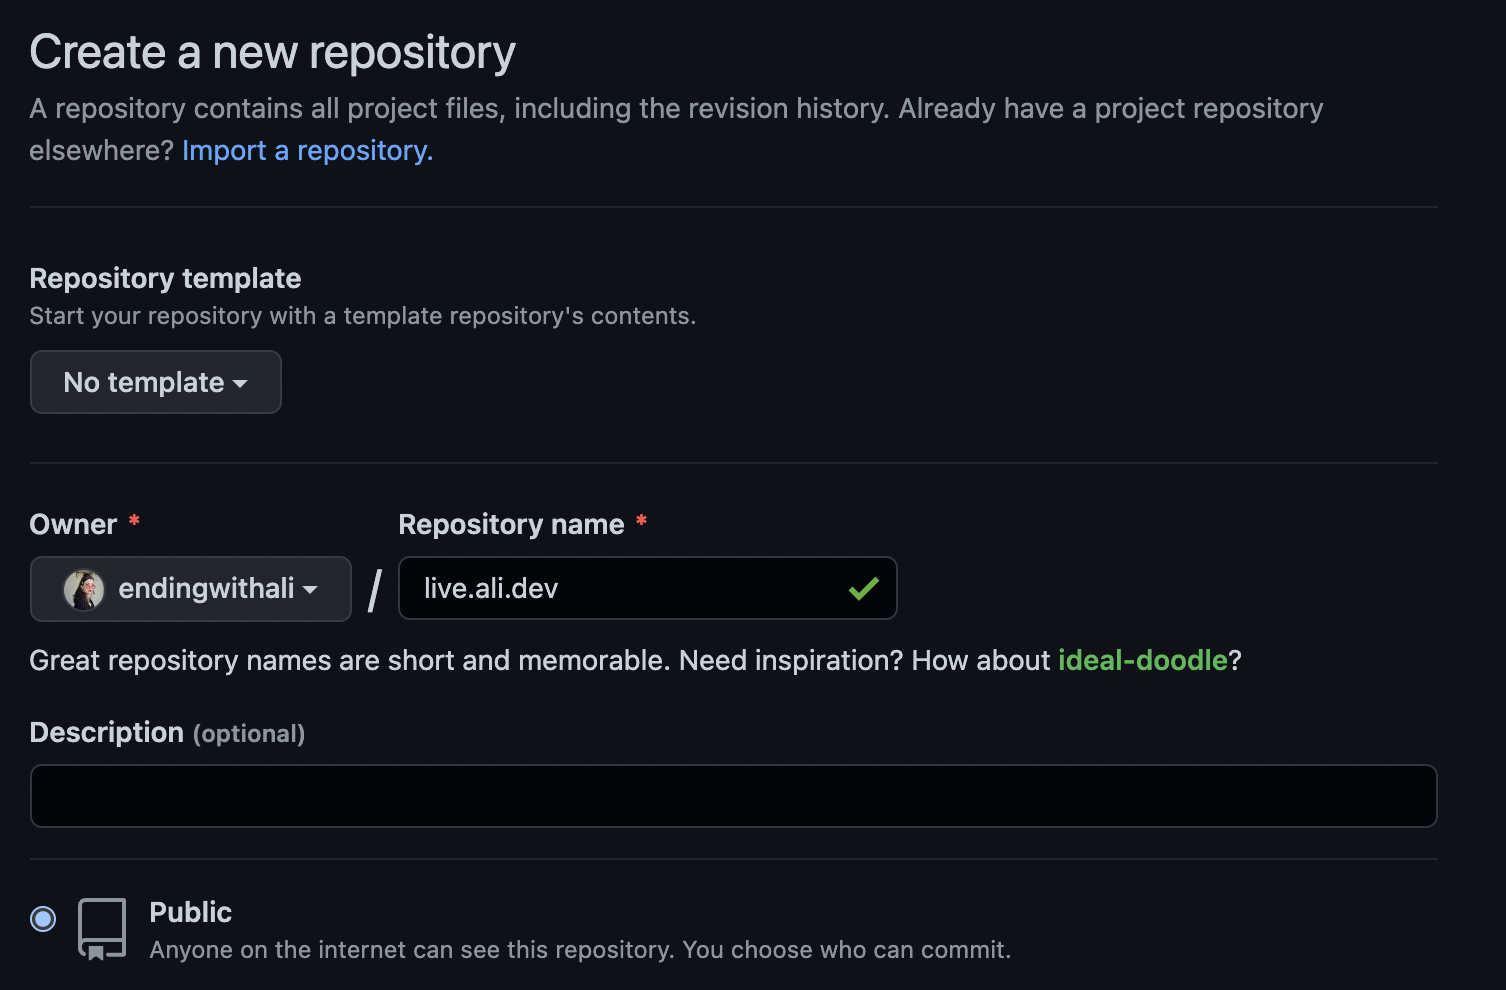 Create a new repository
A repository contains all project files, including the revision history. Already have a project repository
elsewhere? Import a repository.
Repository template
Start your repository with a template repository's contents.
No template
Owner *
Repository name *
endingwithali / live.ali.dev
Great repository names are short and memorable. Need inspiration? How about ideal-doodle?
Description (optional)
Public
Anyone on the internet can see this repository. You choose who can commit.